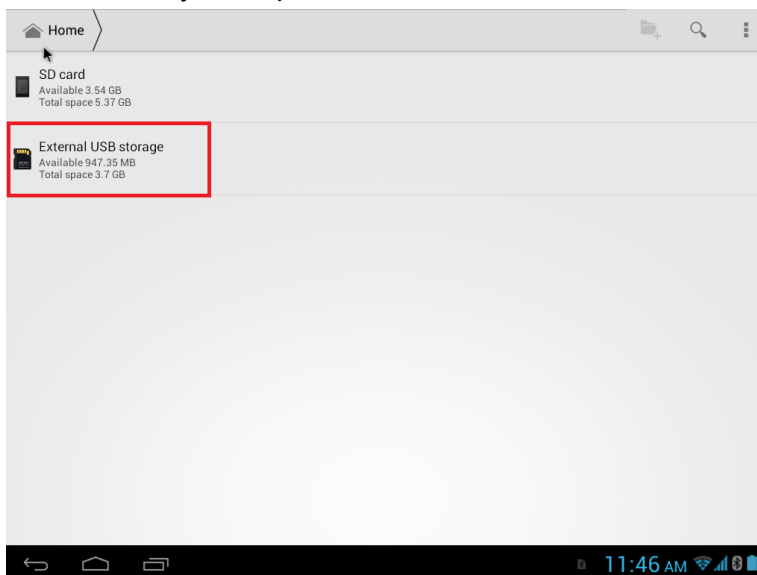 Home
SD card
Available 3.54 GB
Total space 5.37 GB
External USB storage
Available 947.35 MB
Total space 3.7 GB
11:46 AM